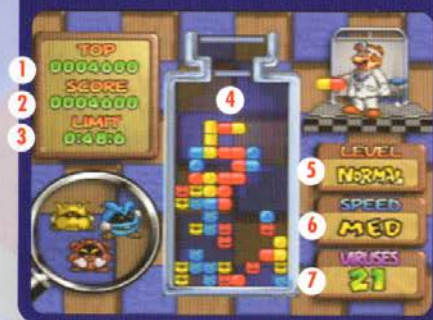 TOP
1 0004600
SCORE
2 0004600
LIMIT
3 0:48:6
4
LEVEL
5 NORMAL
SPEED
6 MED
VIRUSES
7 21